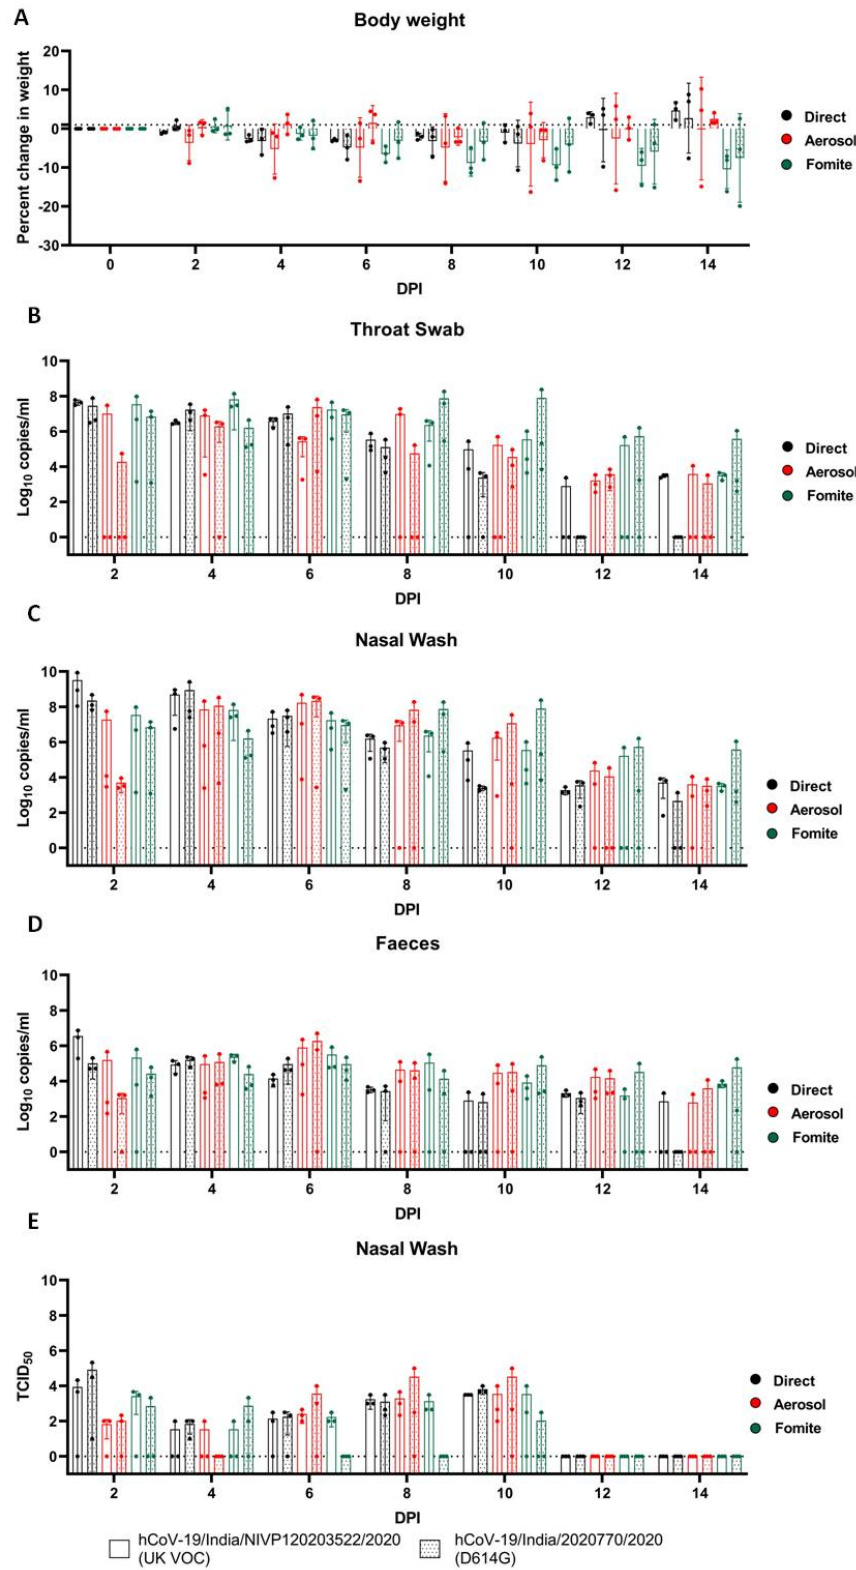 A
Body weight
Percent change in weight
20
10
0
-10
-20
-30
0 2 4 6 8 10 12 14
DPI
Direct
Aerosol
Fomite
B
Throat Swab
Log10 copies/ml
10
8
6
4
2
0
2 4 6 8 10 12 14
DPI
Direct
Aerosol
Fomite
C
Nasal Wash
Log10 copies/ml
10
8
6
4
2
0
2 4 6 8 10 12 14
DPI
Direct
Aerosol
Fomite
D
Faeces
Log10 copies/ml
10
8
6
4
2
0
2 4 6 8 10 12 14
DPI
Direct
Aerosol
Fomite
E
Nasal Wash
TCID50
10
8
6
4
2
0
2 4 6 8 10 12 14
DPI
Direct
Aerosol
Fomite
hCoV-19/India/NIVP120203522/2020
(UK VOC)
hCoV-19/India/2020770/2020
(D614G)